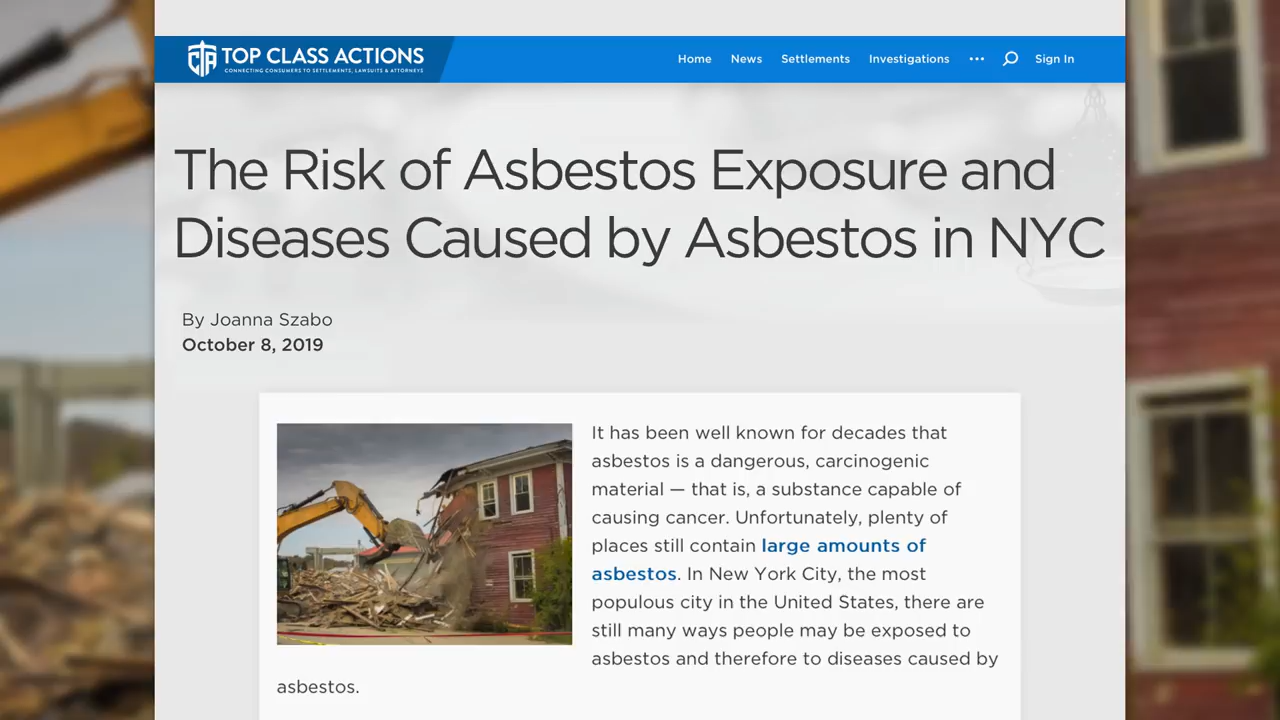 TOP CLASS ACTIONS
CONNECTING CONSUMERS TO SETTLEMENTS, LAWSUITS & ATTORNEYS
Home News Settlements Investigations ••• Sign In
The Risk of Asbestos Exposure and
Diseases Caused by Asbestos in NYC
By Joanna Szabo
October 8, 2019
It has been well known for decades that
asbestos is a dangerous, carcinogenic
material — that is, a substance capable of
causing cancer. Unfortunately, plenty of
places still contain large amounts of
asbestos. In New York City, the most
populous city in the United States, there are
still many ways people may be exposed to
asbestos and therefore to diseases caused by
asbestos.